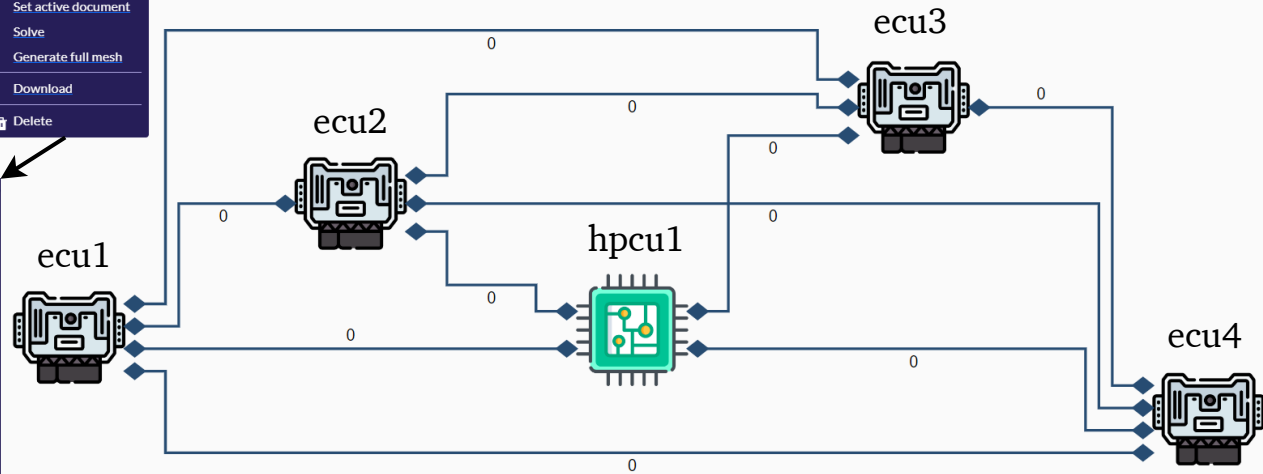 Set active document
Solve
Generate full mesh
Download
Delete
ecu3
0
0
0
ecu2
0
0
0
hpcu1
ecu1
0
0
ecu4
0
0